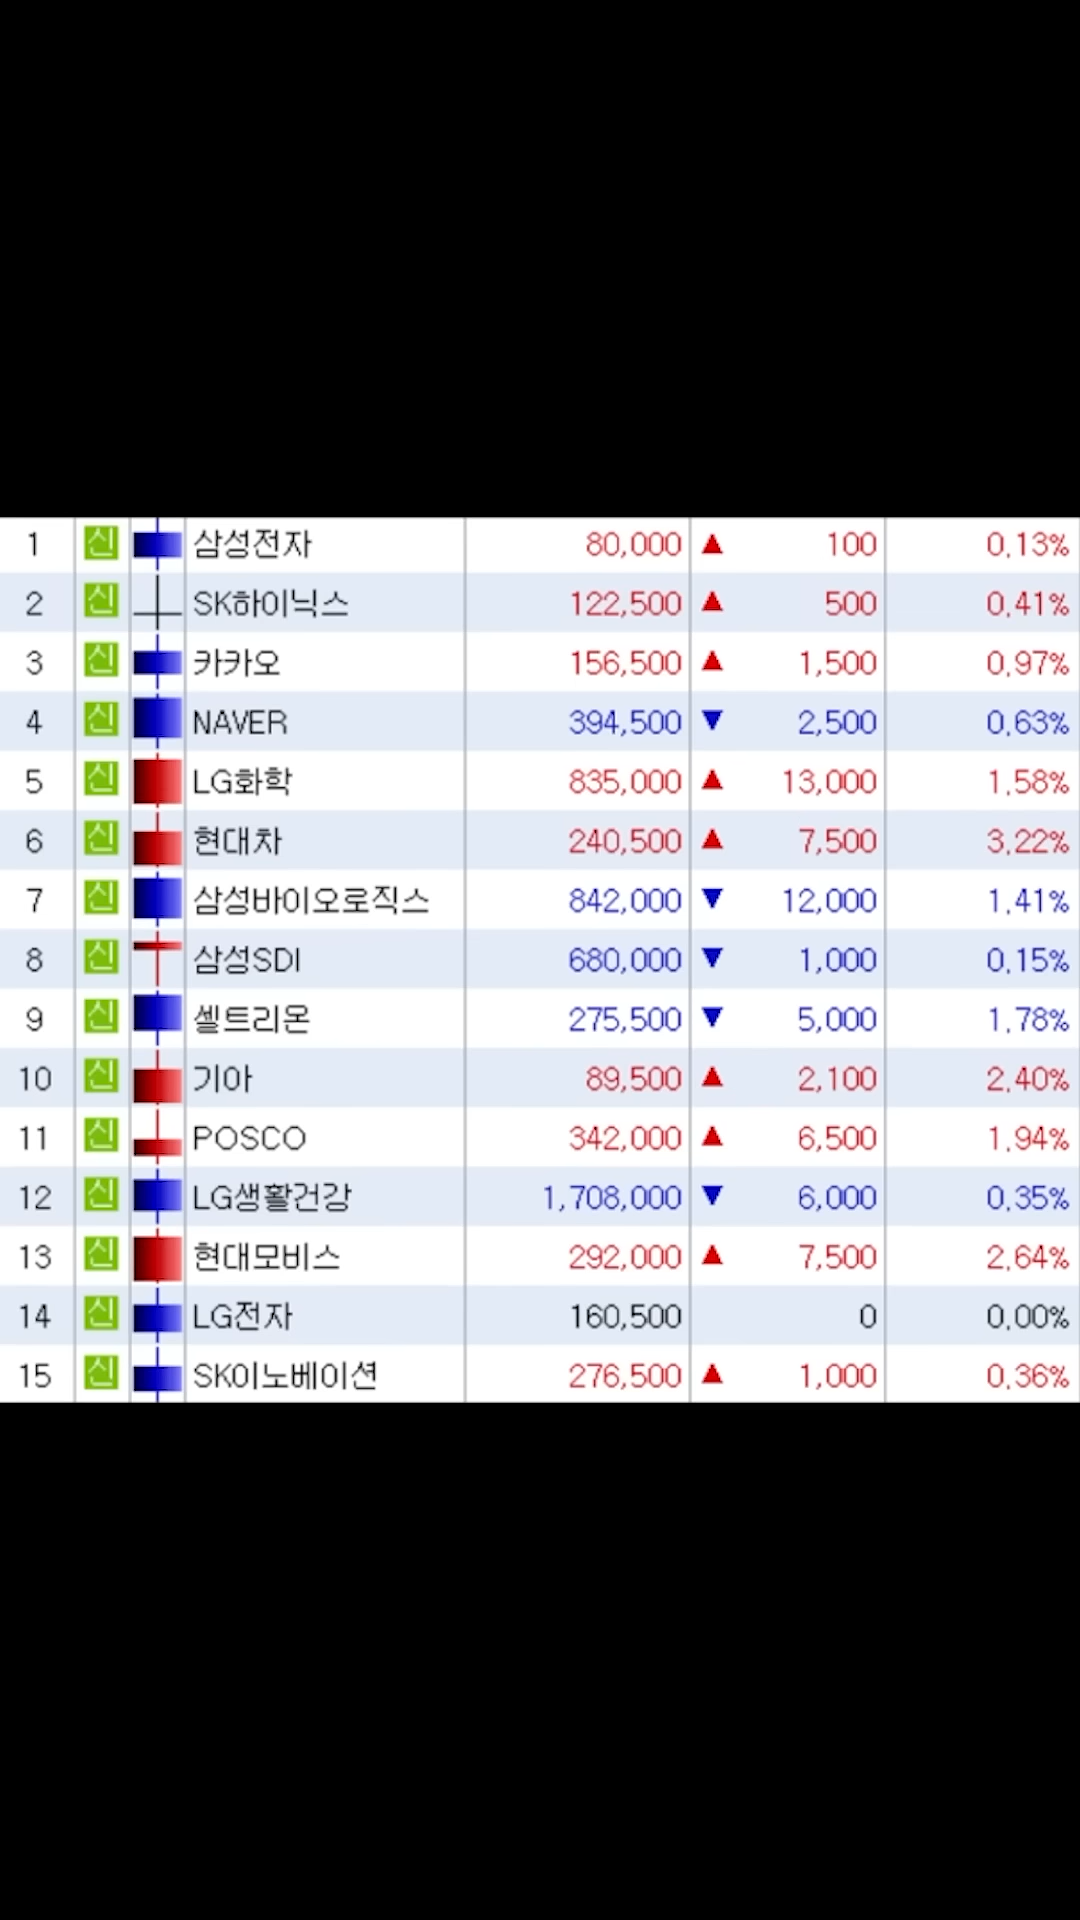 1 신 삼성전자 80,000 ▲ 100 0.13%
2 신 SK하이닉스 122,500 ▲ 500 0.41%
3 신 카카오 156,500 ▲ 1,500 0.97%
4 신 NAVER 394,500 ▼ 2,500 0.63%
5 신 LG화학 835,000 ▲ 13,000 1.58%
6 신 현대차 240,500 ▲ 7,500 3.22%
7 신 삼성바이오로직스 842,000 ▼ 12,000 1.41%
8 신 삼성SDI 680,000 ▼ 1,000 0.15%
9 신 셀트리온 275,500 ▼ 5,000 1.78%
10 신 기아 89,500 ▲ 2,100 2.40%
11 신 POSCO 342,000 ▲ 6,500 1.94%
12 신 LG생활건강 1,708,000 ▼ 6,000 0.35%
13 신 현대모비스 292,000 ▲ 7,500 2.64%
14 신 LG전자 160,500 0 0.00%
15 신 SK이노베이션 276,500 ▲ 1,000 0.36%